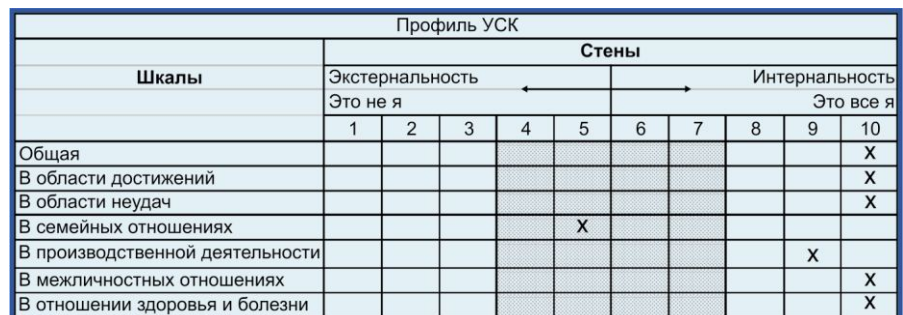 Профиль УСК
Стены
Шкалы
Экстернальность Интернальность
Это не я Это все я
1 2 3 4 5 6 7 8 9 10
Общая X
В области достижений X
В области неудач X
В семейных отношениях X
В производственной деятельности X
В межличностных отношениях X
В отношении здоровья и болезни X